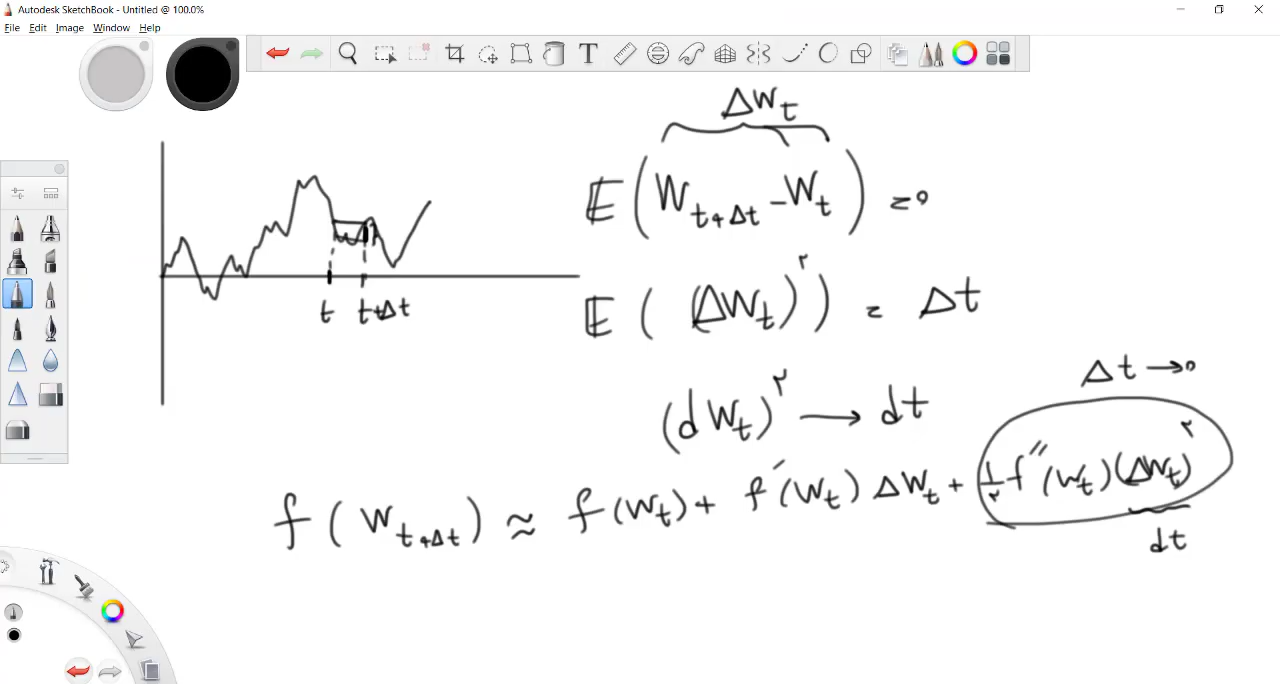 Autodesk SketchBook - Untitled @ 100.0%
File Edit Image Window Help
T
ΔW_t
𝔼(W_{t+Δt} - W_t) = ۰
t t+Δt
𝔼((ΔW_t)^۲) = Δt
Δt → ۰
(dW_t)^۲ → dt
f(W_{t+Δt}) ≈ f(W_t) + f′(W_t) ΔW_t + ۱/۲ f″(W_t)(ΔW_t)^۲
dt